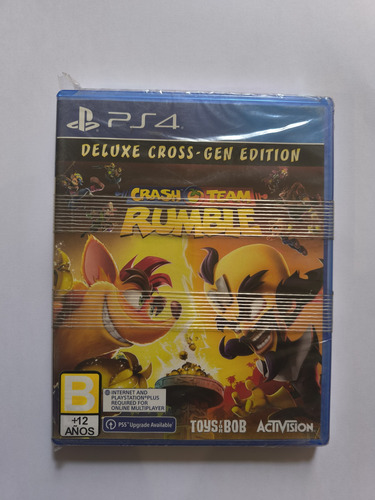 PS4
DELUXE CROSS-GEN EDITION
CRASH TEAM
RUMBLE
B
+12
AÑOS
INTERNET AND
PLAYSTATION®PLUS
REQUIRED FOR
ONLINE MULTIPLAYER
PS5™ Upgrade Available
TOYS FOR BOB
ACTIVISION